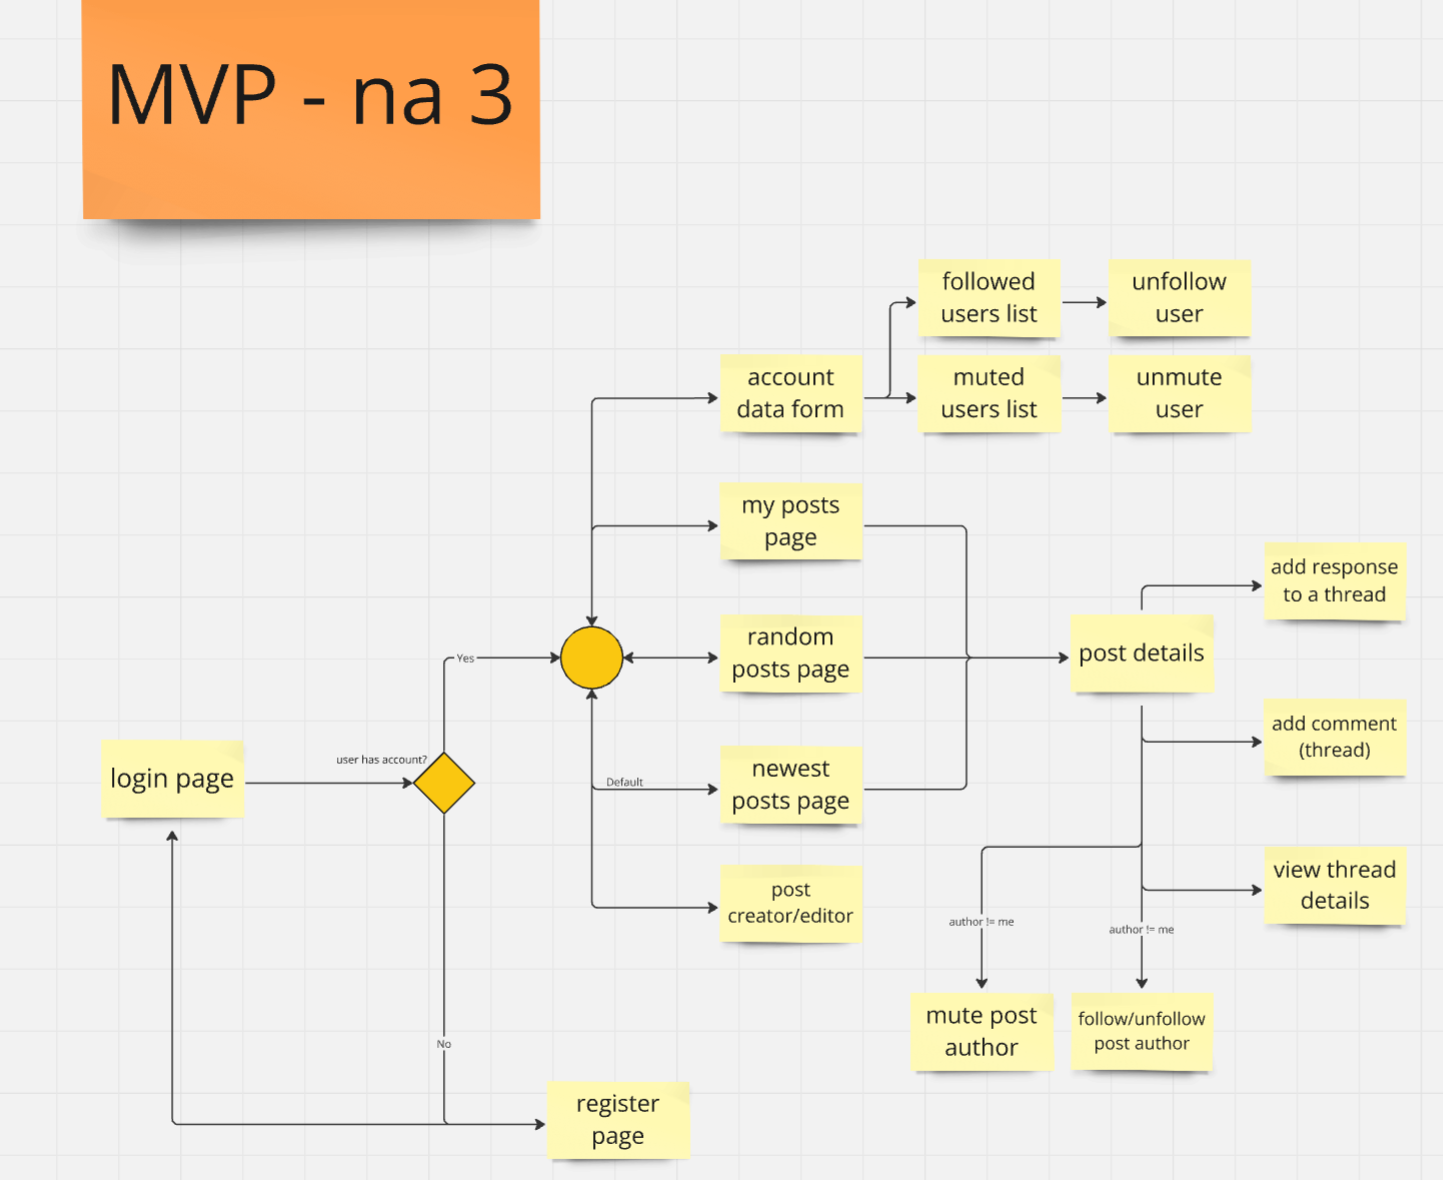 MVP - na 3
followed
users list
unfollow
user
account
data form
muted
users list
unmute
user
my posts
page
add response
to a thread
random
posts page
post details
Yes
add comment
(thread)
user has account?
login page
Default
newest
posts page
view thread
details
post
creator/editor
author != me
author != me
mute post
author
follow/unfollow
post author
No
register
page